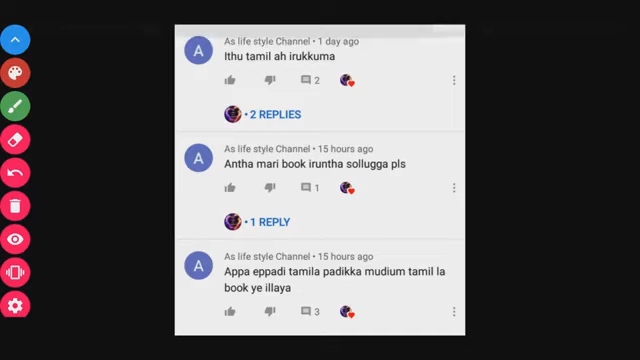 As life style Channel • 1 day ago
A
Ithu tamil ah irukkuma
2
• 2 REPLIES
As life style Channel • 15 hours ago
A
Antha mari book iruntha sollugga pls
1
• 1 REPLY
As life style Channel • 15 hours ago
A
Appa eppadi tamila padikka mudium tamil la
book ye illaya
3